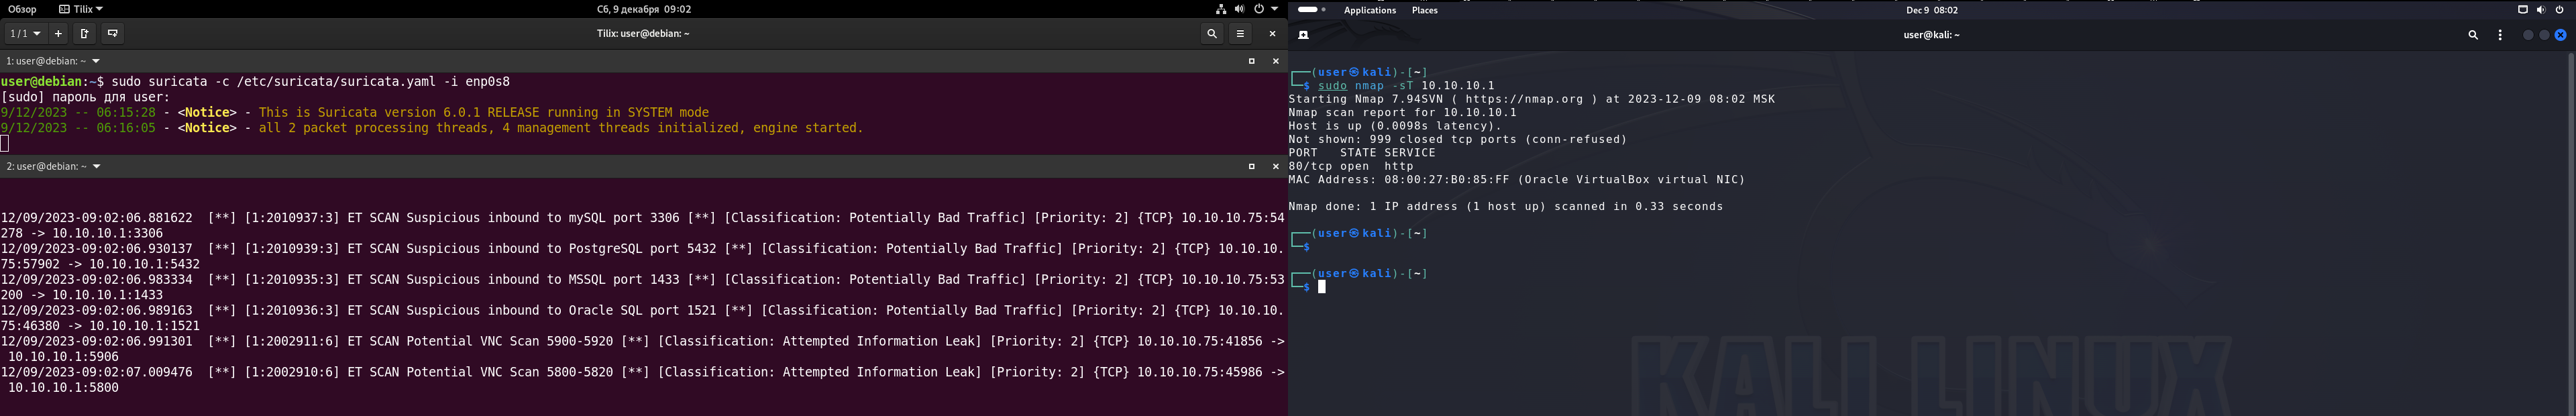 Обзор Tilix Сб, 9 декабря 09:02
1 / 1 Tilix: user@debian: ~
1: user@debian: ~
user@debian:~$ sudo suricata -c /etc/suricata/suricata.yaml -i enp0s8
[sudo] пароль для user:
9/12/2023 -- 06:15:28 - <Notice> - This is Suricata version 6.0.1 RELEASE running in SYSTEM mode
9/12/2023 -- 06:16:05 - <Notice> - all 2 packet processing threads, 4 management threads initialized, engine started.
2: user@debian: ~
12/09/2023-09:02:06.881622  [**] [1:2010937:3] ET SCAN Suspicious inbound to mySQL port 3306 [**] [Classification: Potentially Bad Traffic] [Priority: 2] {TCP} 10.10.10.75:54
278 -> 10.10.10.1:3306
12/09/2023-09:02:06.930137  [**] [1:2010939:3] ET SCAN Suspicious inbound to PostgreSQL port 5432 [**] [Classification: Potentially Bad Traffic] [Priority: 2] {TCP} 10.10.10.
75:57902 -> 10.10.10.1:5432
12/09/2023-09:02:06.983334  [**] [1:2010935:3] ET SCAN Suspicious inbound to MSSQL port 1433 [**] [Classification: Potentially Bad Traffic] [Priority: 2] {TCP} 10.10.10.75:53
200 -> 10.10.10.1:1433
12/09/2023-09:02:06.989163  [**] [1:2010936:3] ET SCAN Suspicious inbound to Oracle SQL port 1521 [**] [Classification: Potentially Bad Traffic] [Priority: 2] {TCP} 10.10.10.
75:46380 -> 10.10.10.1:1521
12/09/2023-09:02:06.991301  [**] [1:2002911:6] ET SCAN Potential VNC Scan 5900-5920 [**] [Classification: Attempted Information Leak] [Priority: 2] {TCP} 10.10.10.75:41856 ->
10.10.10.1:5906
12/09/2023-09:02:07.009476  [**] [1:2002910:6] ET SCAN Potential VNC Scan 5800-5820 [**] [Classification: Attempted Information Leak] [Priority: 2] {TCP} 10.10.10.75:45986 ->
10.10.10.1:5800
Applications Places Dec 9 08:02
user@kali: ~
(user㉿kali)-[~]
$ sudo nmap -sT 10.10.10.1
Starting Nmap 7.94SVN ( https://nmap.org ) at 2023-12-09 08:02 MSK
Nmap scan report for 10.10.10.1
Host is up (0.0098s latency).
Not shown: 999 closed tcp ports (conn-refused)
PORT   STATE SERVICE
80/tcp open  http
MAC Address: 08:00:27:B0:85:FF (Oracle VirtualBox virtual NIC)
Nmap done: 1 IP address (1 host up) scanned in 0.33 seconds
(user㉿kali)-[~]
$
(user㉿kali)-[~]
$
KALI LINUX